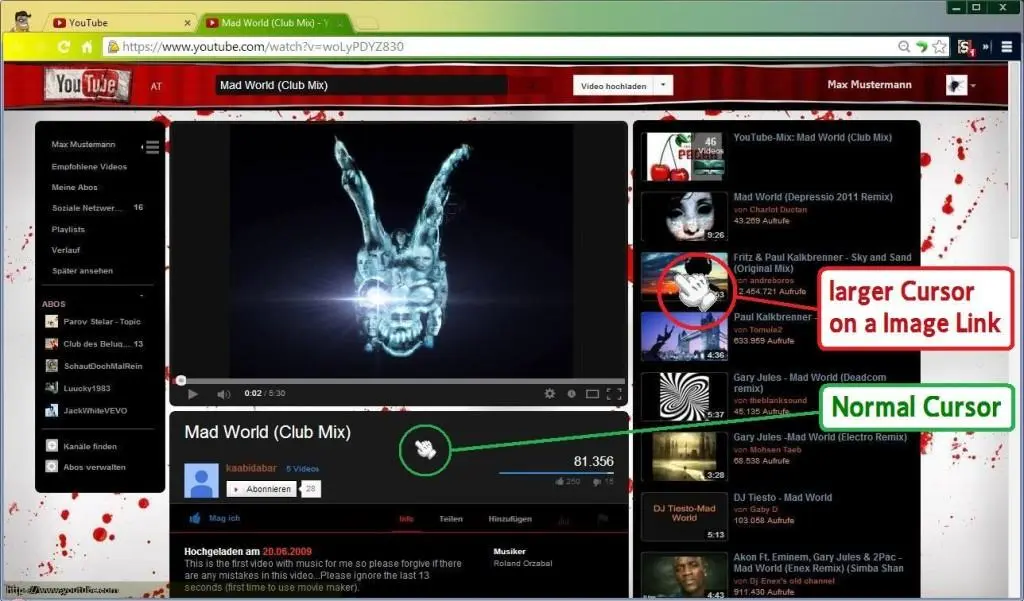 YouTube
Mad World (Club Mix) - Y
https://www.youtube.com/watch?v=woLyPDYZ830
YouTube
AT
Mad World (Club Mix)
Video hochladen
Max Mustermann
Max Mustermann
Empfohlene Videos
Meine Abos
Soziale Netzwer... 16
Playlists
Verlauf
Später ansehen
ABOS
Parov Stelar - Topic
Club des Belug... 13
SchautDochMalRein
Luucky1983
JackWhiteVEVO
Kanäle finden
Abos verwalten
0:02 / 5:30
Mad World (Club Mix)
kaabidabar 5 Videos
Abonnieren 28
81.356
250 15
Mag ich
Info
Teilen
Hinzufügen
Hochgeladen am 20.06.2009
This is the first video with music for me so please forgive if there
are any mistakes in this video...Please ignore the last 13
seconds (first time to use movie maker).
Musiker
Roland Orzabal
46
Videos
YouTube-Mix: Mad World (Club Mix)
9:26
Mad World (Depressio 2011 Remix)
von Charlot Ductan
43.269 Aufrufe
Fritz & Paul Kalkbrenner - Sky and Sand
(Original Mix)
von andreboros
2.454.721 Aufrufe
4:36
Paul Kalkbrenner -
von Tomule2
633.959 Aufrufe
5:37
Gary Jules - Mad World (Deadcom
remix)
von theblanksound
45.135 Aufrufe
3:28
Gary Jules -Mad World (Electro Remix)
von Mohsen Taeb
68.538 Aufrufe
DJ Tiesto-Mad
World
5:13
DJ Tiesto - Mad World
von Gaby D
103.058 Aufrufe
4:43
Akon Ft. Eminem, Gary Jules & 2Pac -
Mad World (Enex Remix) (Simba Shan
von Dj Enex's old channel
911.430 Aufrufe
larger Cursor
on a Image Link
Normal Cursor
https://www.youtube.com